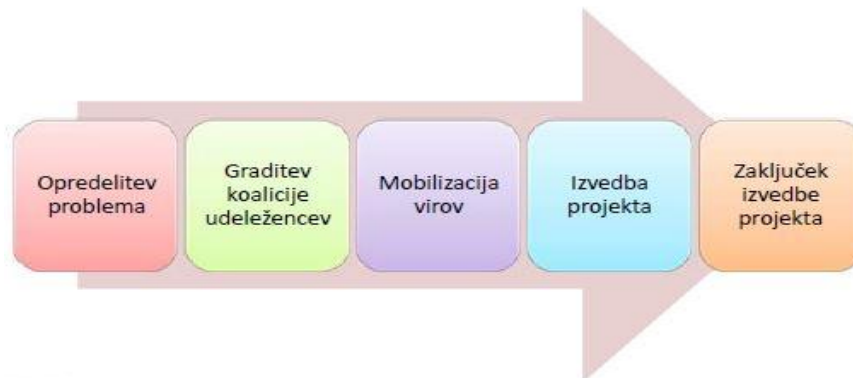 Opredelitev
problema
Graditev
koalicije
udeležencev
Mobilizacija
virov
Izvedba
projekta
Zaključek
izvedbe
projekta